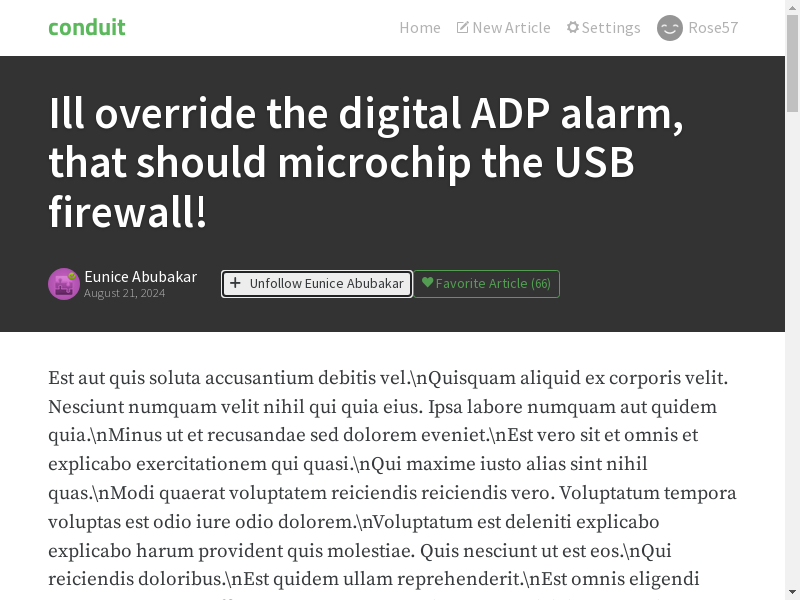 conduit
Home New Article Settings Rose57
Ill override the digital ADP alarm,
that should microchip the USB
firewall!
Eunice Abubakar
August 21, 2024
Unfollow Eunice Abubakar
Favorite Article (66)
Est aut quis soluta accusantium debitis vel.\nQuisquam aliquid ex corporis velit.
Nesciunt numquam velit nihil qui quia eius. Ipsa labore numquam aut quidem
quia.\nMinus ut et recusandae sed dolorem eveniet.\nEst vero sit et omnis et
explicabo exercitationem qui quasi.\nQui maxime iusto alias sint nihil
quas.\nModi quaerat voluptatem reiciendis reiciendis vero. Voluptatum tempora
voluptas est odio iure odio dolorem.\nVoluptatum est deleniti explicabo
explicabo harum provident quis molestiae. Quis nesciunt ut est eos.\nQui
reiciendis doloribus.\nEst quidem ullam reprehenderit.\nEst omnis eligendi